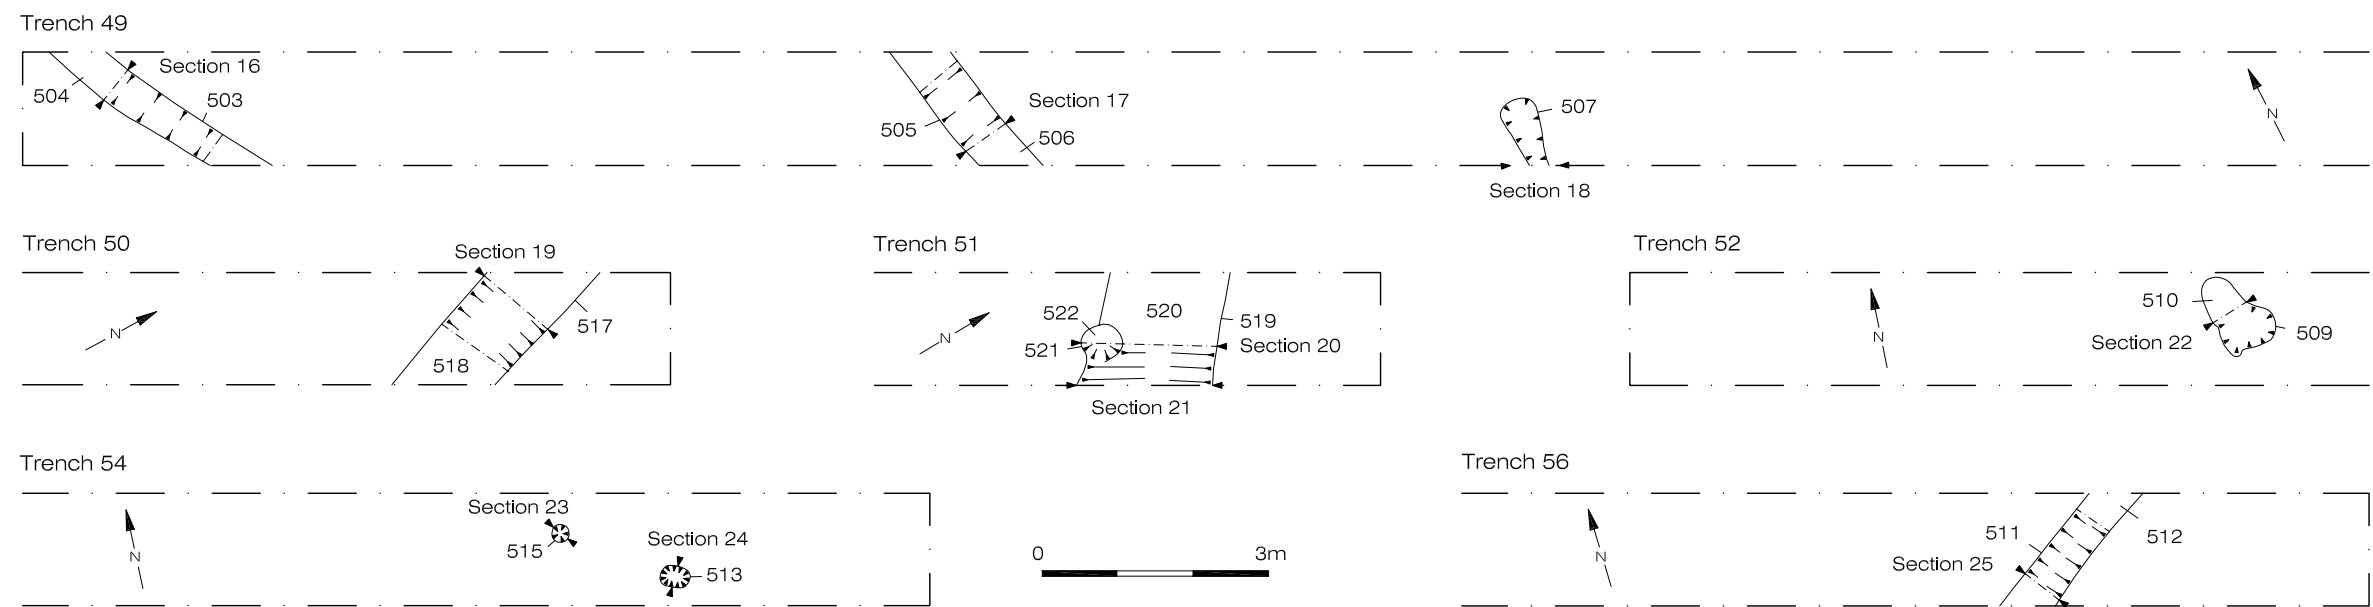 Trench 49
Section 16
504
503
Section 17
505
506
507
Section 18
N
Trench 50
Section 19
N
517
518
Trench 51
522
520
519
521
Section 20
N
Section 21
Trench 52
510
509
Section 22
N
Trench 54
Section 23
515
Section 24
513
N
0 3m
Trench 56
511
512
Section 25
N